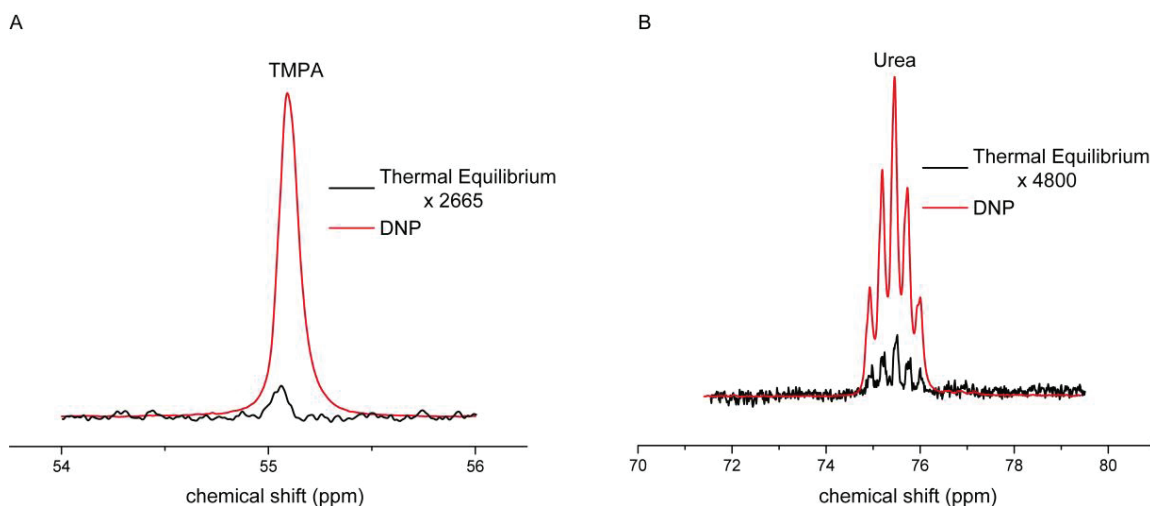 A
TMPA
Thermal Equilibrium
x 2665
DNP
54
55
56
chemical shift (ppm)
B
Urea
Thermal Equilibrium
x 4800
DNP
70
72
74
76
78
80
chemical shift (ppm)